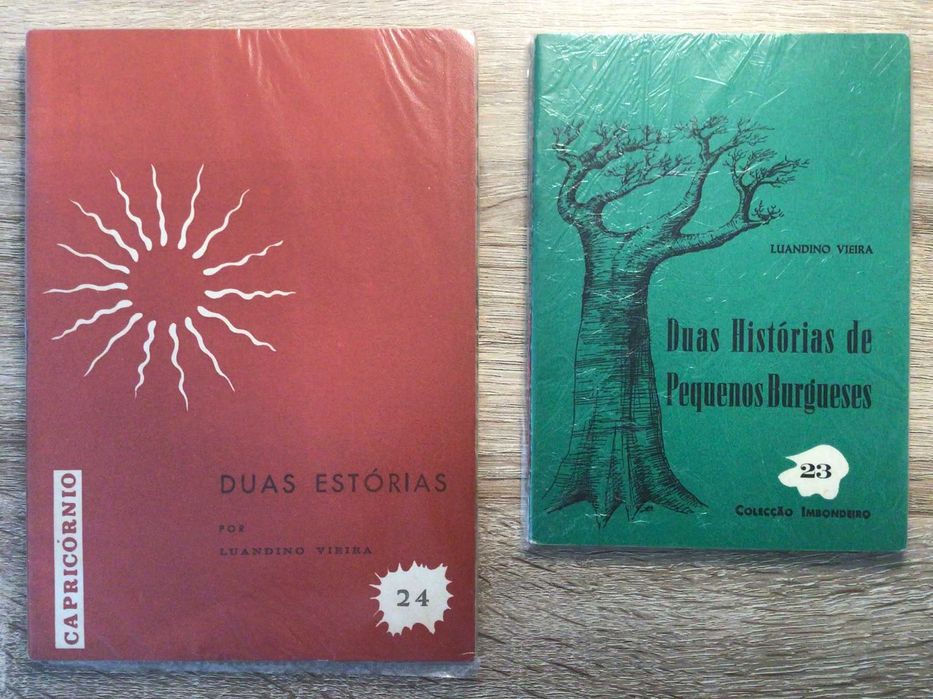 CAPRICÓRNIO
DUAS ESTÓRIAS
POR
LUANDINO VIEIRA
24
LUANDINO VIEIRA
Duas Histórias de
Pequenos Burgueses
23
COLECÇÃO IMBONDEIRO